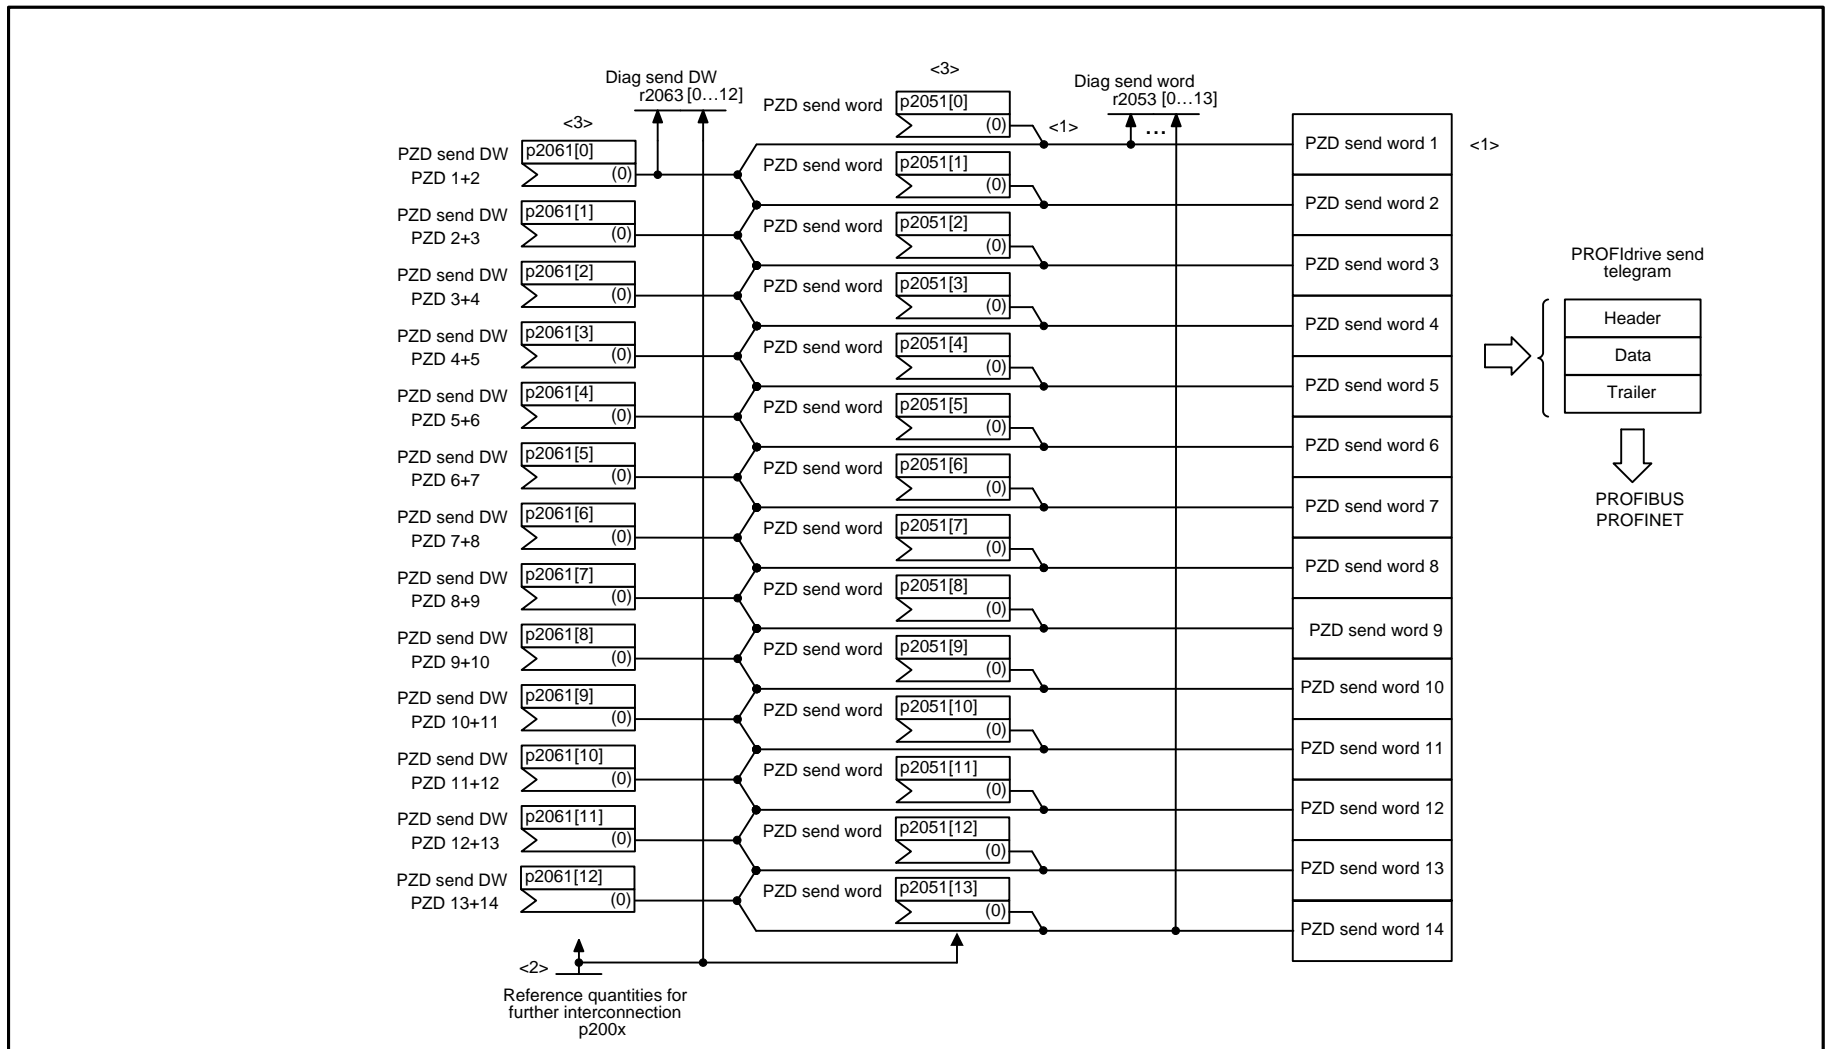 Diag send DW
r2063 [0...12]
<3>
PZD send DW
PZD 1+2
p2061[0]
(0)
PZD send DW
PZD 2+3
p2061[1]
(0)
PZD send DW
PZD 3+4
p2061[2]
(0)
PZD send DW
PZD 4+5
p2061[3]
(0)
PZD send DW
PZD 5+6
p2061[4]
(0)
PZD send DW
PZD 6+7
p2061[5]
(0)
PZD send DW
PZD 7+8
p2061[6]
(0)
PZD send DW
PZD 8+9
p2061[7]
(0)
PZD send DW
PZD 9+10
p2061[8]
(0)
PZD send DW
PZD 10+11
p2061[9]
(0)
PZD send DW
PZD 11+12
p2061[10]
(0)
PZD send DW
PZD 12+13
p2061[11]
(0)
PZD send DW
PZD 13+14
p2061[12]
(0)
<2>
Reference quantities for
further interconnection
p200x
<3>
PZD send word
p2051[0]
(0)
PZD send word
p2051[1]
(0)
PZD send word
p2051[2]
(0)
PZD send word
p2051[3]
(0)
PZD send word
p2051[4]
(0)
PZD send word
p2051[5]
(0)
PZD send word
p2051[6]
(0)
PZD send word
p2051[7]
(0)
PZD send word
p2051[8]
(0)
PZD send word
p2051[9]
(0)
PZD send word
p2051[10]
(0)
PZD send word
p2051[11]
(0)
PZD send word
p2051[12]
(0)
PZD send word
p2051[13]
(0)
<1>
Diag send word
r2053 [0...13]
...
PZD send word 1
<1>
PZD send word 2
PZD send word 3
PZD send word 4
PZD send word 5
PZD send word 6
PZD send word 7
PZD send word 8
PZD send word 9
PZD send word 10
PZD send word 11
PZD send word 12
PZD send word 13
PZD send word 14
PROFIdrive send
telegram
Header
Data
Trailer
PROFIBUS
PROFINET